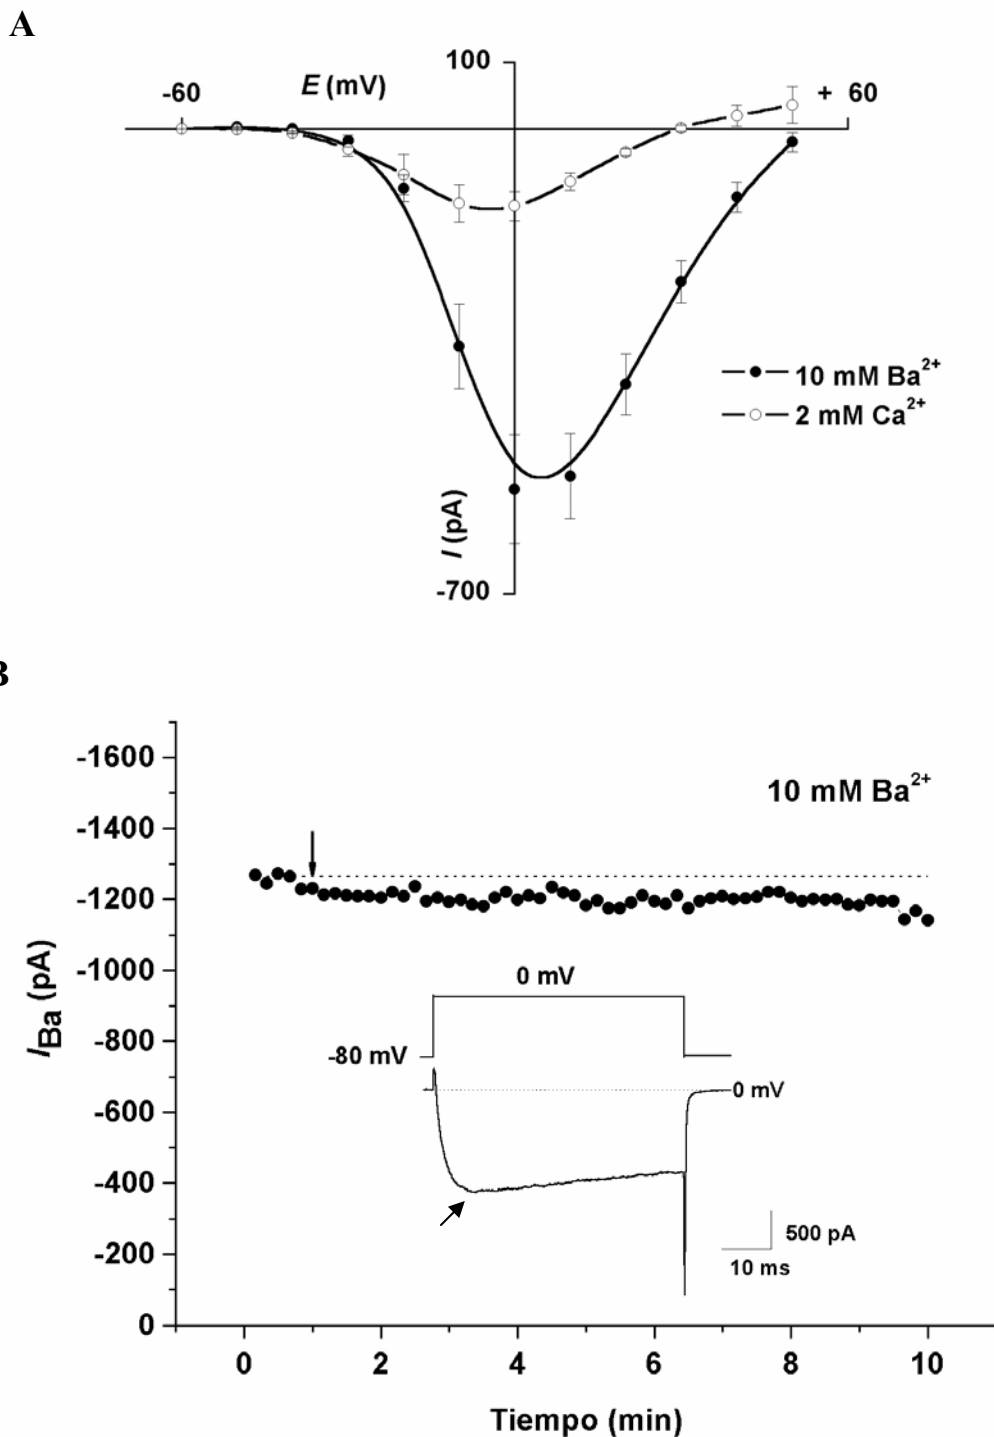 A
100
-60
E (mV)
+ 60
10 mM Ba²⁺
2 mM Ca²⁺
I (pA)
-700
B
-1600
10 mM Ba²⁺
-1400
-1200
-1000
-800
-600
-400
-200
0
IBa (pA)
0 mV
-80 mV
0 mV
500 pA
10 ms
0 2 4 6 8 10
Tiempo (min)